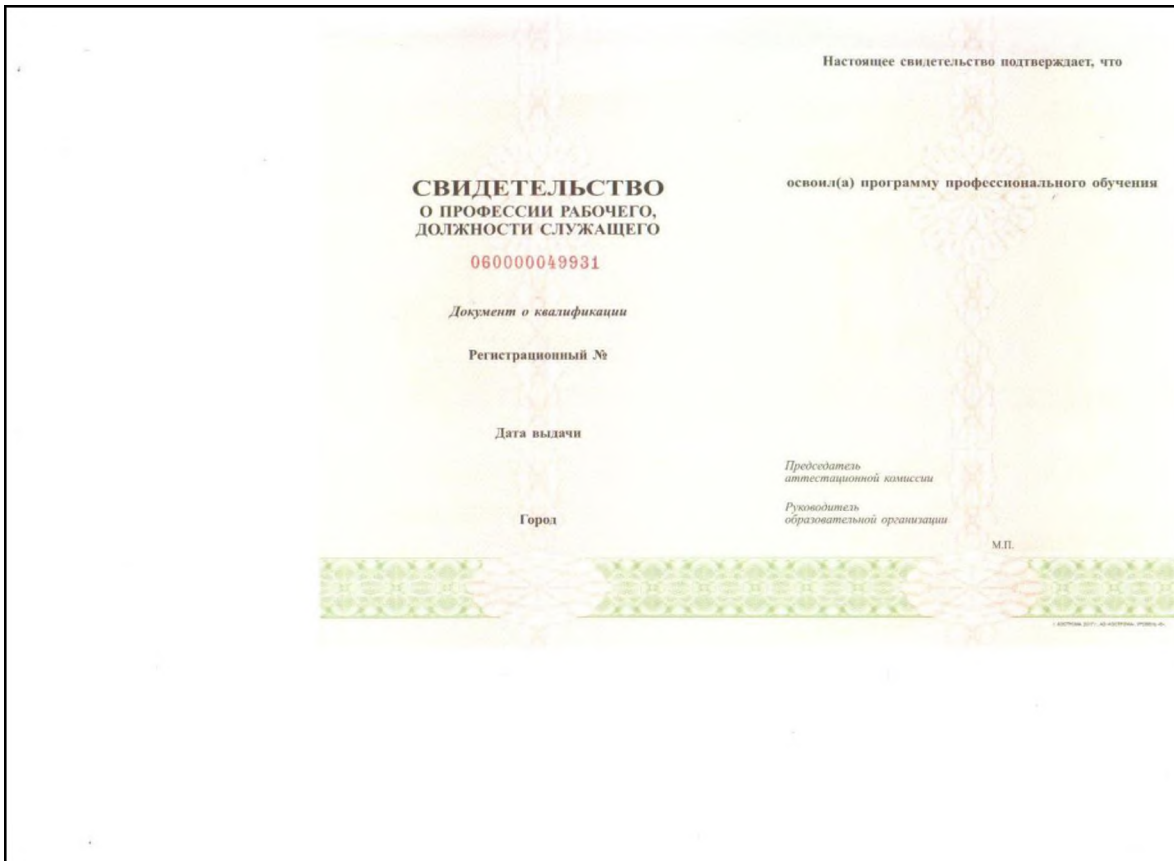 СВИДЕТЕЛЬСТВО
О ПРОФЕССИИ РАБОЧЕГО,
ДОЛЖНОСТИ СЛУЖАЩЕГО
060000049931
Документ о квалификации
Регистрационный №
Дата выдачи
Город
Настоящее свидетельство подтверждает, что
освоил(а) программу профессионального обучения
Председатель
аттестационной комиссии
Руководитель
образовательной организации
М.П.